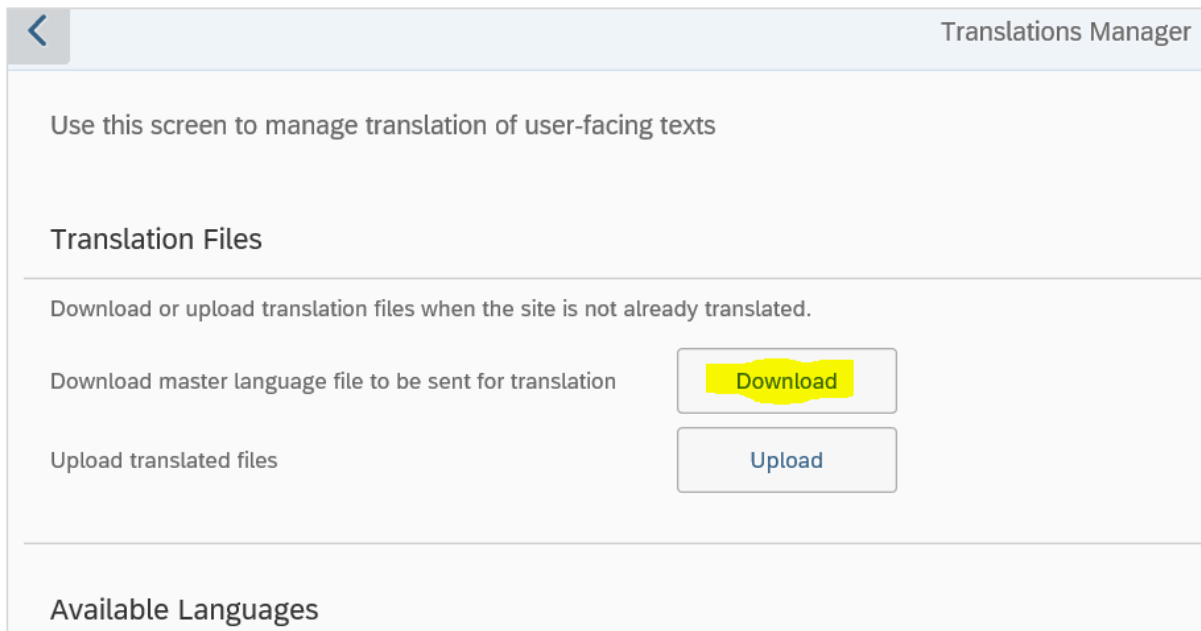 Translations Manager
Use this screen to manage translation of user-facing texts
Translation Files
Download or upload translation files when the site is not already translated.
Download master language file to be sent for translation
Download
Upload translated files
Upload
Available Languages